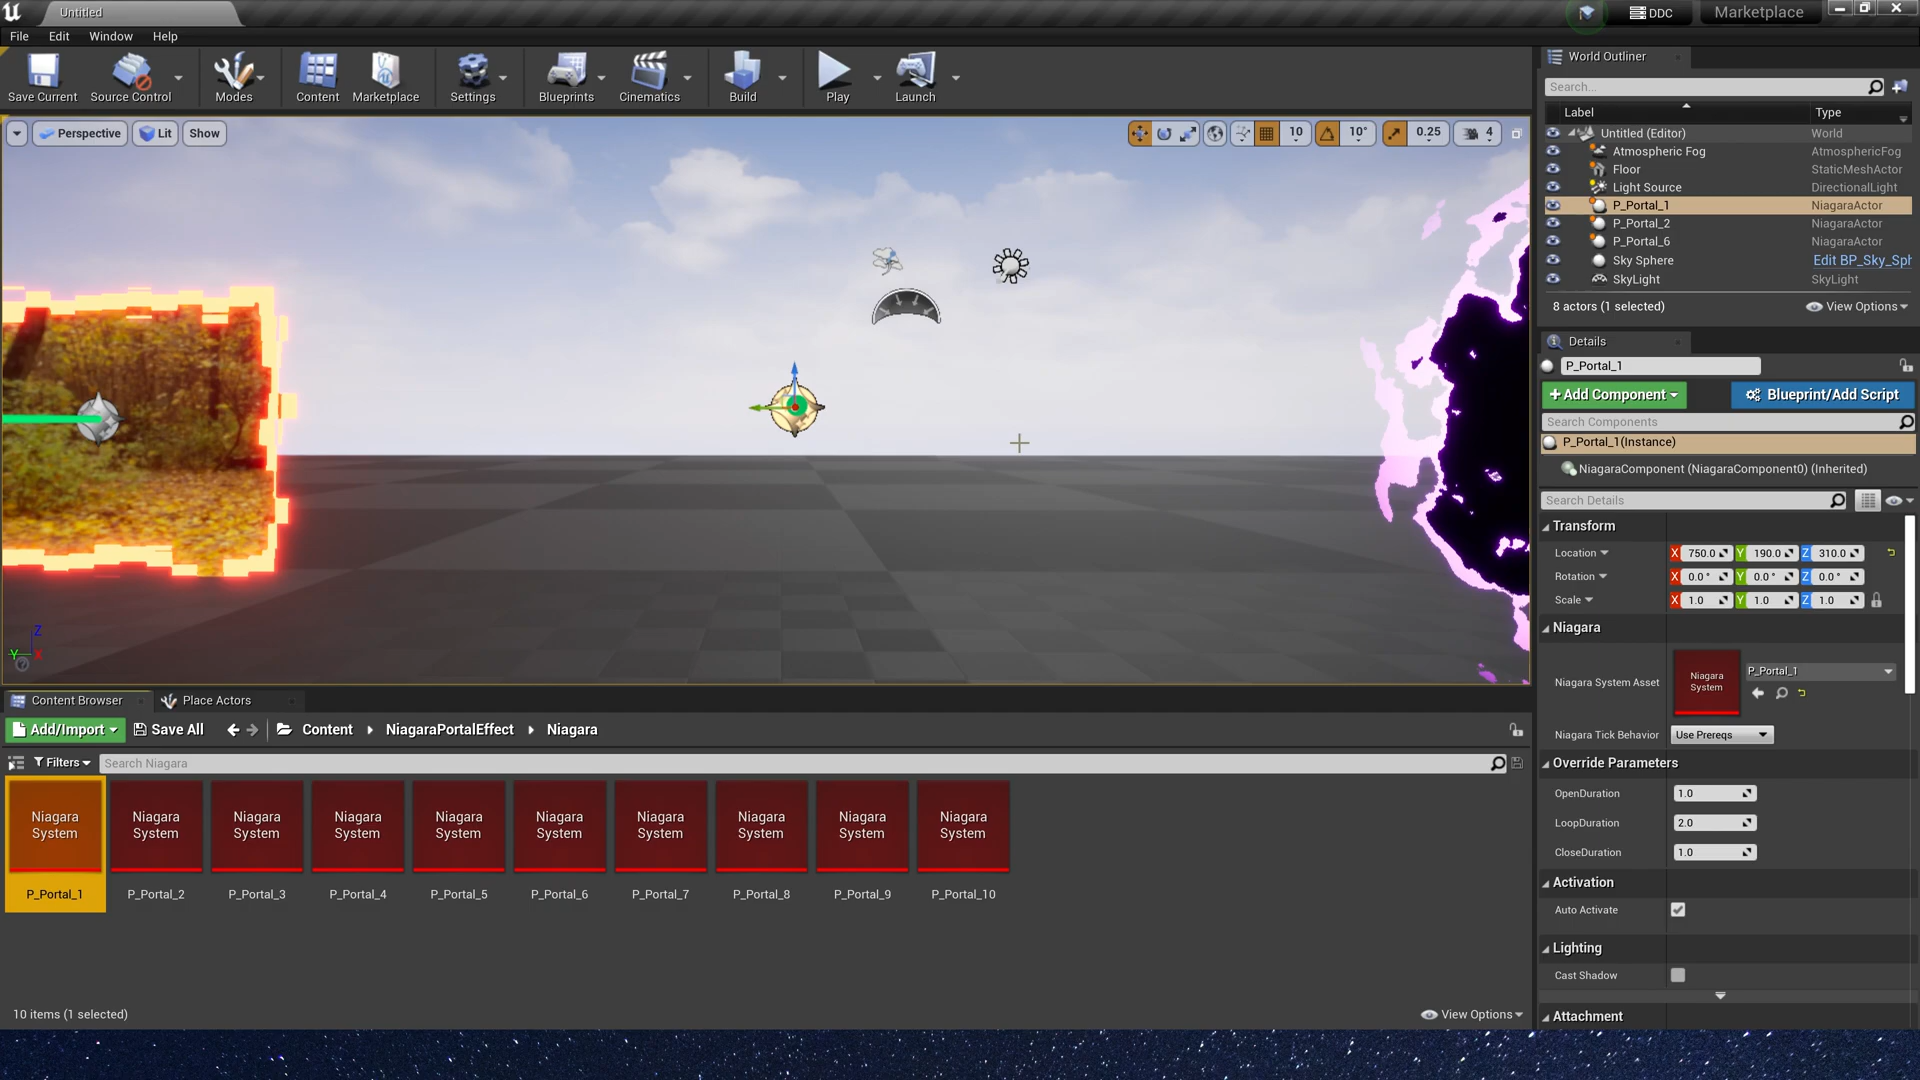 Untitled
DDC
Marketplace
File Edit Window Help
Save Current
Source Control
Modes
Content
Marketplace
Settings
Blueprints
Cinematics
Build
Play
Launch
Perspective
Lit
Show
10
10°
0.25
4
Z
Y
X
World Outliner
Search...
Label Type
Untitled (Editor) World
Atmospheric Fog AtmosphericFog
Floor StaticMeshActor
Light Source DirectionalLight
P_Portal_1 NiagaraActor
P_Portal_2 NiagaraActor
P_Portal_6 NiagaraActor
Sky Sphere Edit BP_Sky_Sph
SkyLight SkyLight
8 actors (1 selected) View Options
Details
P_Portal_1
+ Add Component Blueprint/Add Script
Search Components
P_Portal_1(Instance)
NiagaraComponent (NiagaraComponent0) (Inherited)
Search Details
Transform
Location X 750.0 Y 190.0 Z 310.0
Rotation X 0.0° Y 0.0° Z 0.0°
Scale X 1.0 Y 1.0 Z 1.0
Niagara
Niagara System Asset
Niagara
System
P_Portal_1
Niagara Tick Behavior Use Prereqs
Override Parameters
OpenDuration 1.0
LoopDuration 2.0
CloseDuration 1.0
Activation
Auto Activate
Lighting
Cast Shadow
Attachment
Content Browser Place Actors
Add/Import Save All Content NiagaraPortalEffect Niagara
Filters Search Niagara
Niagara
System
P_Portal_1
Niagara
System
P_Portal_2
Niagara
System
P_Portal_3
Niagara
System
P_Portal_4
Niagara
System
P_Portal_5
Niagara
System
P_Portal_6
Niagara
System
P_Portal_7
Niagara
System
P_Portal_8
Niagara
System
P_Portal_9
Niagara
System
P_Portal_10
10 items (1 selected) View Options